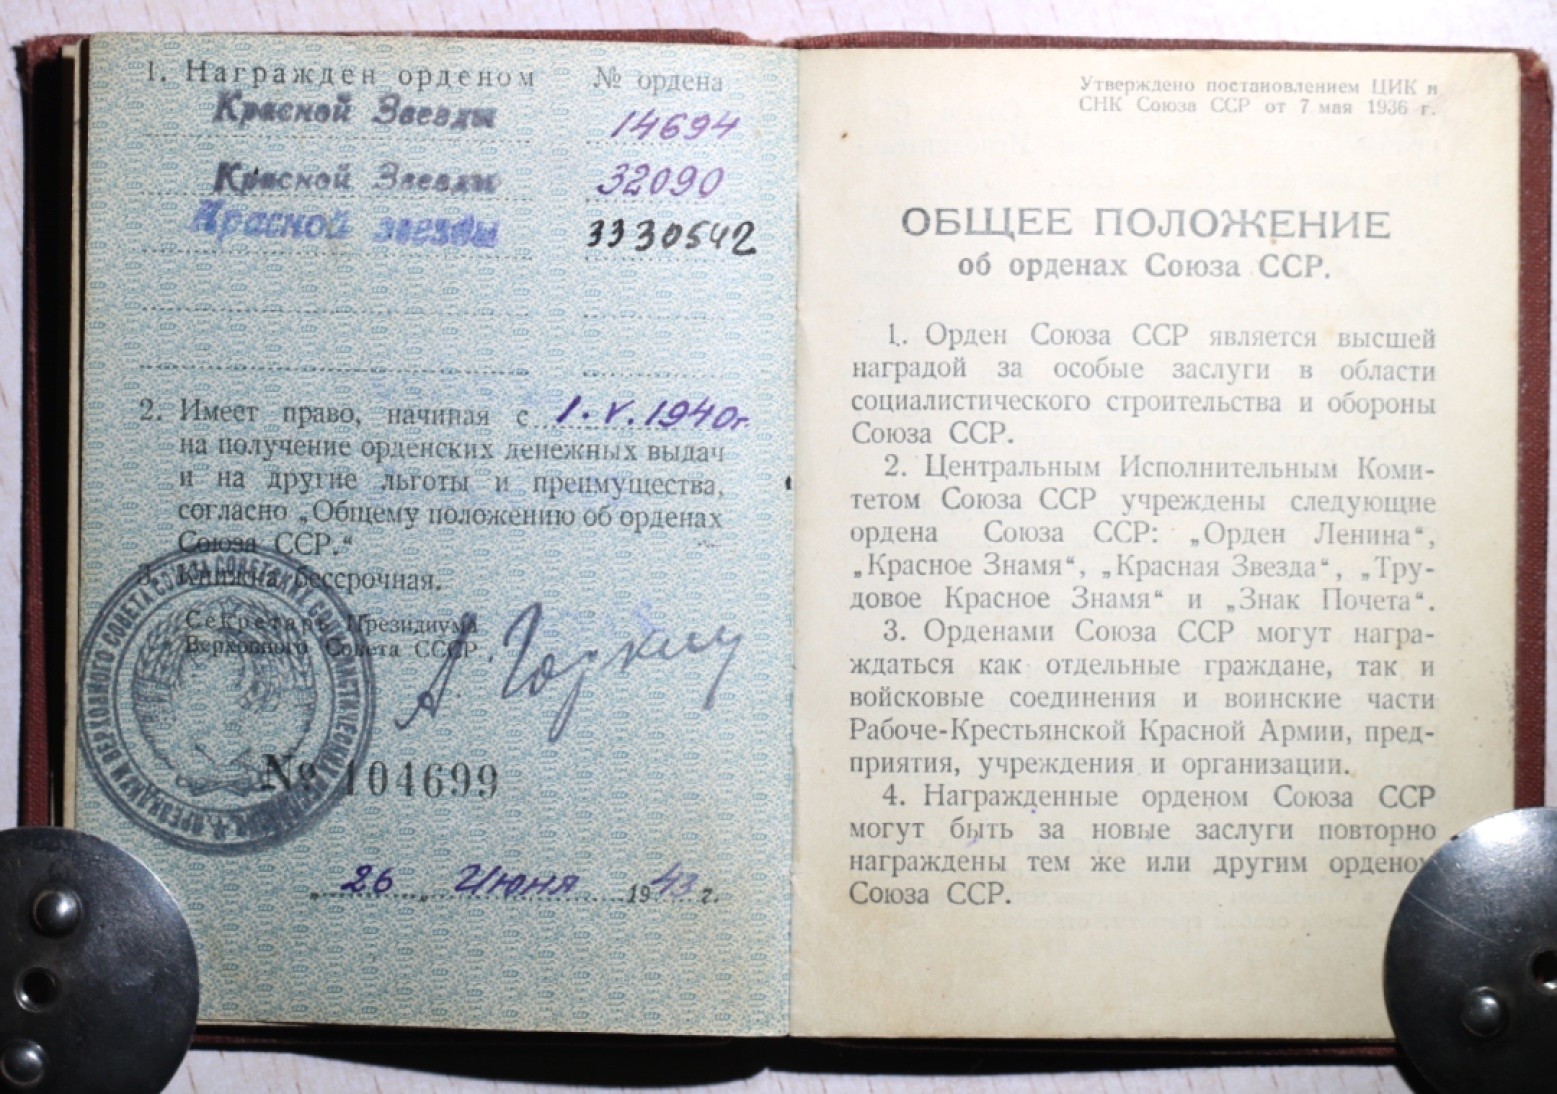 1. Награжден орденом № ордена
Красной Звезды 14694
Красной Звезды 32090
Красной звезды 3330542
2. Имеет право, начиная с 1.V.1940г.
на получение орденских денежных выдач
и на другие льготы и преимущества,
согласно „Общему положению об орденах
Союза ССР.“
3. Книжка бессрочная.
Секретарь Президиума
Верховного Совета СССР
А Горкин
№ 104699
„26„ Июня 1943 г.
Утверждено постановлением ЦИК и
СНК Союза ССР от 7 мая 1936 г.
ОБЩЕЕ ПОЛОЖЕНИЕ
об орденах Союза ССР.
1. Орден Союза ССР является высшей
наградой за особые заслуги в области
социалистического строительства и обороны
Союза ССР.
2. Центральным Исполнительным Коми-
тетом Союза ССР учреждены следующие
ордена Союза ССР: „Орден Ленина“,
„Красное Знамя“, „Красная Звезда“, „Тру-
довое Красное Знамя“ и „Знак Почета“.
3. Орденами Союза ССР могут награ-
ждаться как отдельные граждане, так и
войсковые соединения и воинские части
Рабоче-Крестьянской Красной Армии, пред-
приятия, учреждения и организации.
4. Награжденные орденом Союза ССР
могут быть за новые заслуги повторно
награждены тем же или другим орденом
Союза ССР.